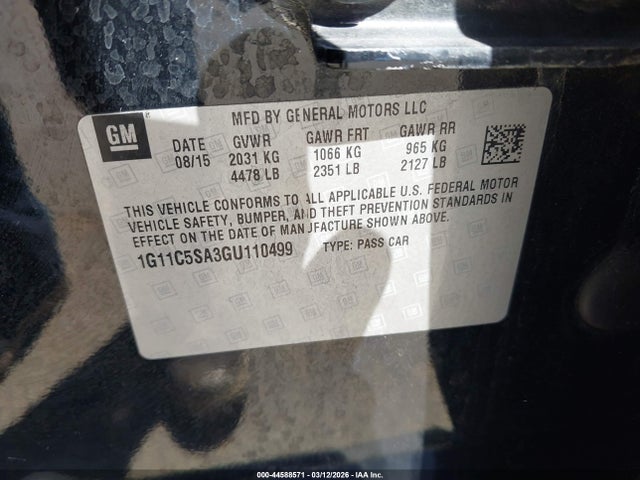 MFD BY GENERAL MOTORS LLC
GM
DATE GVWR GAWR FRT GAWR RR
08/15 2031 KG 1066 KG 965 KG
4478 LB 2351 LB 2127 LB
THIS VEHICLE CONFORMS TO ALL APPLICABLE U.S. FEDERAL MOTOR
VEHICLE SAFETY, BUMPER, AND THEFT PREVENTION STANDARDS IN
EFFECT ON THE DATE OF MANUFACTURE SHOWN ABOVE.
1G11C5SA3GU110499 TYPE: PASS CAR
000-44588571 - 03/12/2026 - IAA Inc.